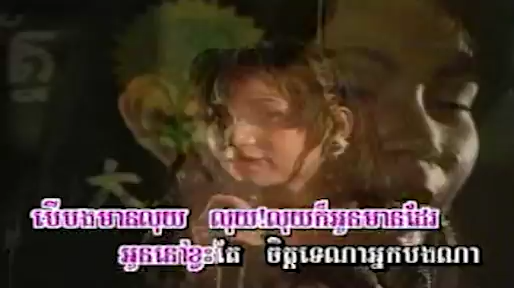 បើបងមានលុយ លុយ!លុយក៏អូនមានដែរ
អូននៅខ្វះតែ ចិត្តទេណាអ្នកបងណា